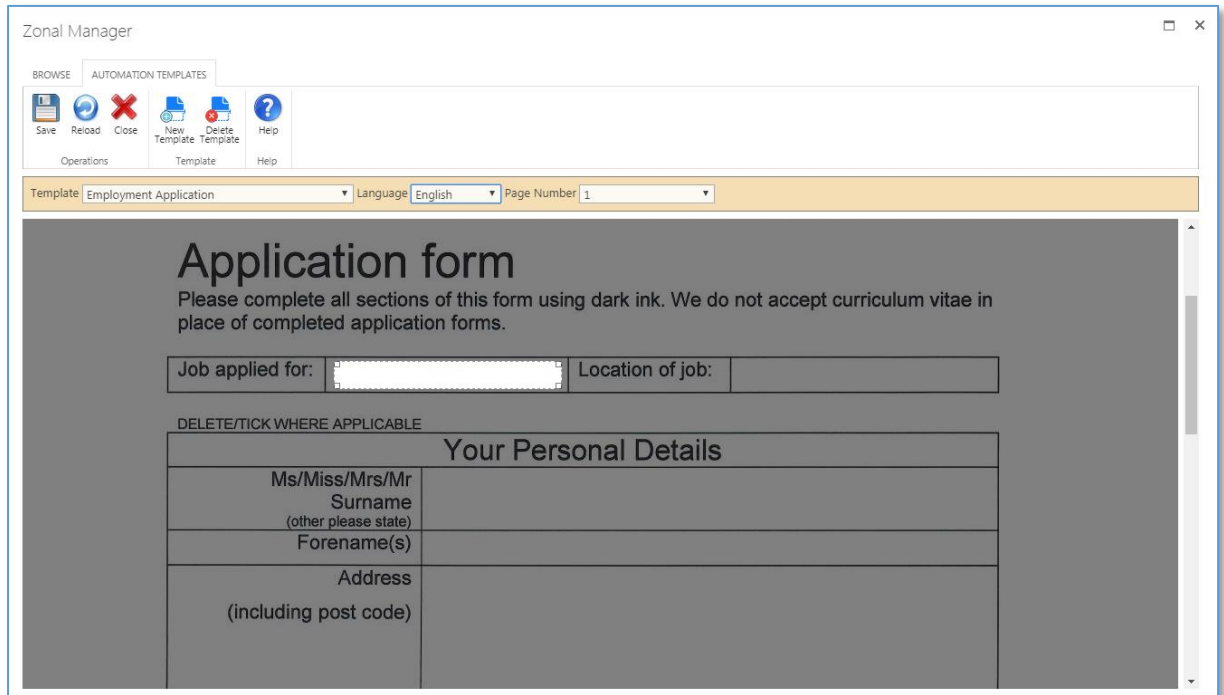 Zonal Manager
BROWSE AUTOMATION TEMPLATES
Save Reload Close New Template Delete Template Help
Operations Template Help
Template Employment Application Language English Page Number 1
Application form
Please complete all sections of this form using dark ink. We do not accept curriculum vitae in
place of completed application forms.
Job applied for: Location of job:
DELETE/TICK WHERE APPLICABLE
Your Personal Details
Ms/Miss/Mrs/Mr
Surname
(other please state)
Forename(s)
Address
(including post code)